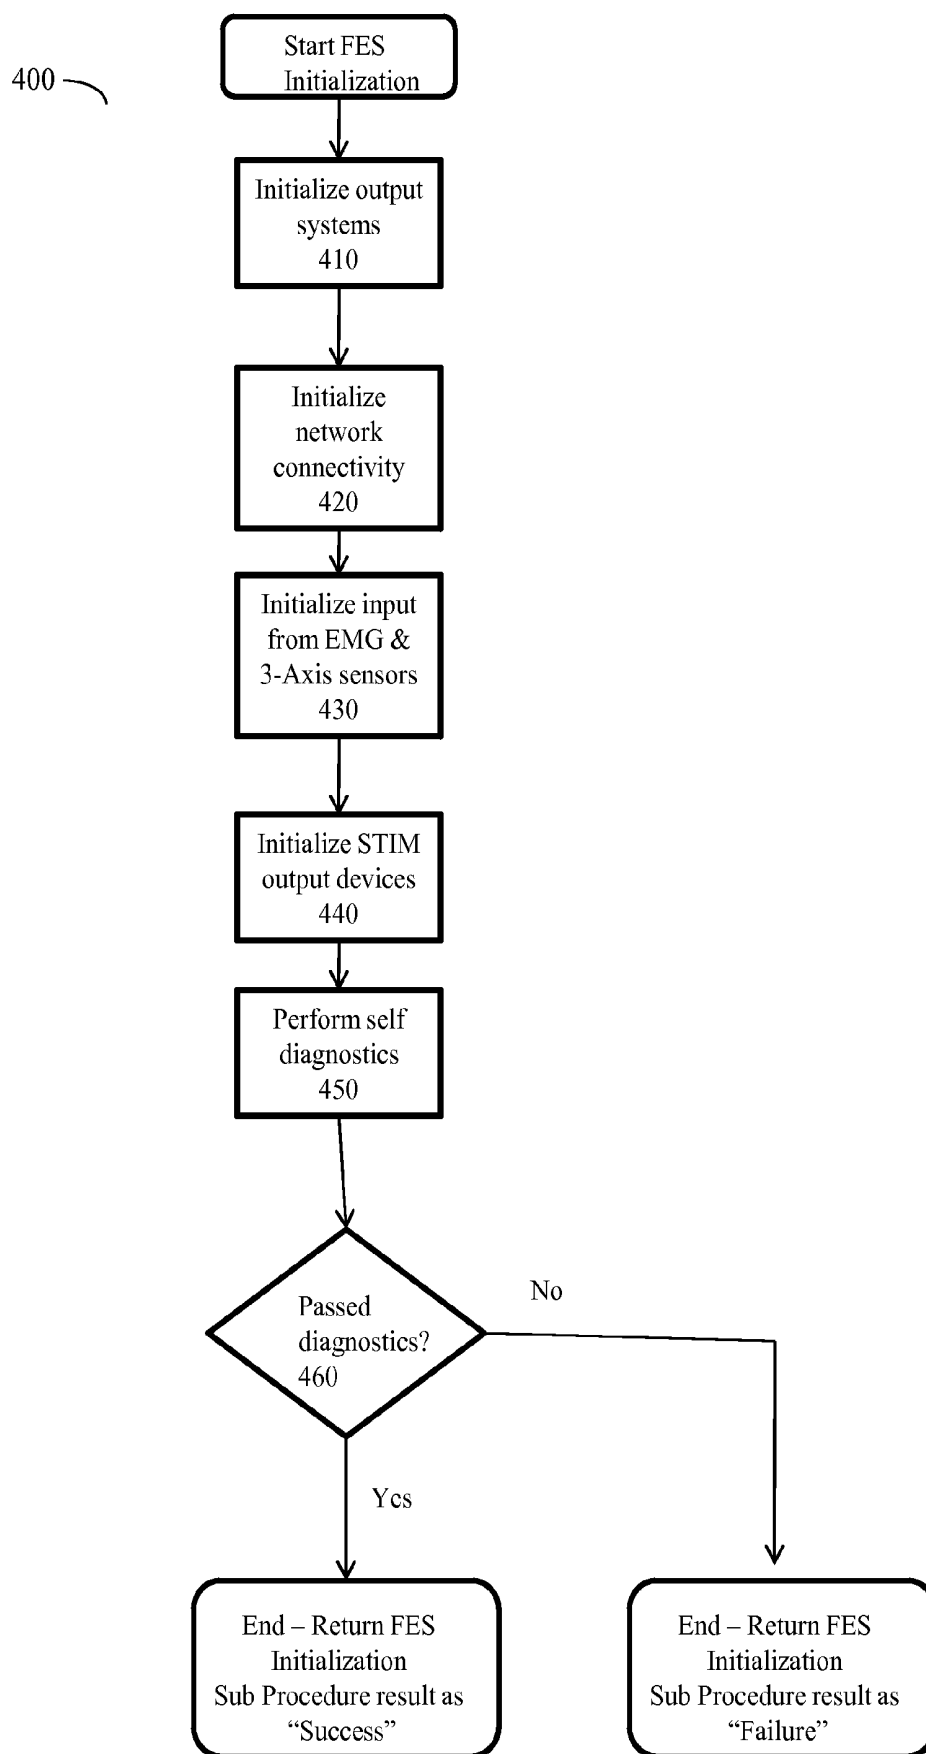 Start FES
Initialization
400
Initialize output
systems
410
Initialize
network
connectivity
420
Initialize input
from EMG &
3-Axis sensors
430
Initialize STIM
output devices
440
Perform self
diagnostics
450
Passed
diagnostics?
460
No
Yes
End – Return FES
Initialization
Sub Procedure result as
“Success”
End – Return FES
Initialization
Sub Procedure result as
“Failure”